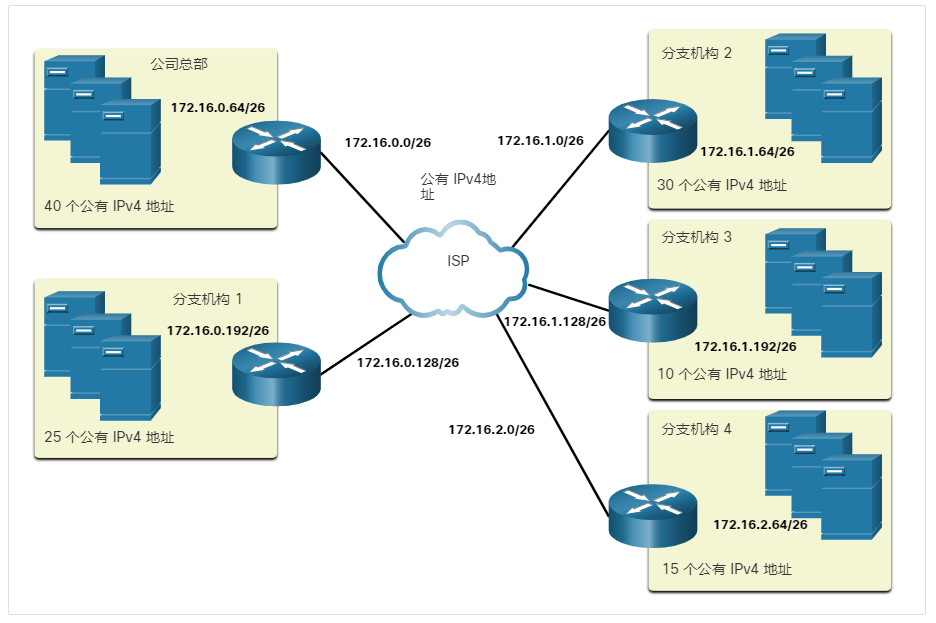 公司总部
172.16.0.64/26
40 个公有 IPv4 地址
172.16.0.0/26
分支机构 1
172.16.0.192/26
25 个公有 IPv4 地址
172.16.0.128/26
公有 IPv4地
址
ISP
172.16.1.0/26
分支机构 2
172.16.1.64/26
30 个公有 IPv4 地址
172.16.1.128/26
分支机构 3
172.16.1.192/26
10 个公有 IPv4 地址
172.16.2.0/26
分支机构 4
172.16.2.64/26
15 个公有 IPv4 地址